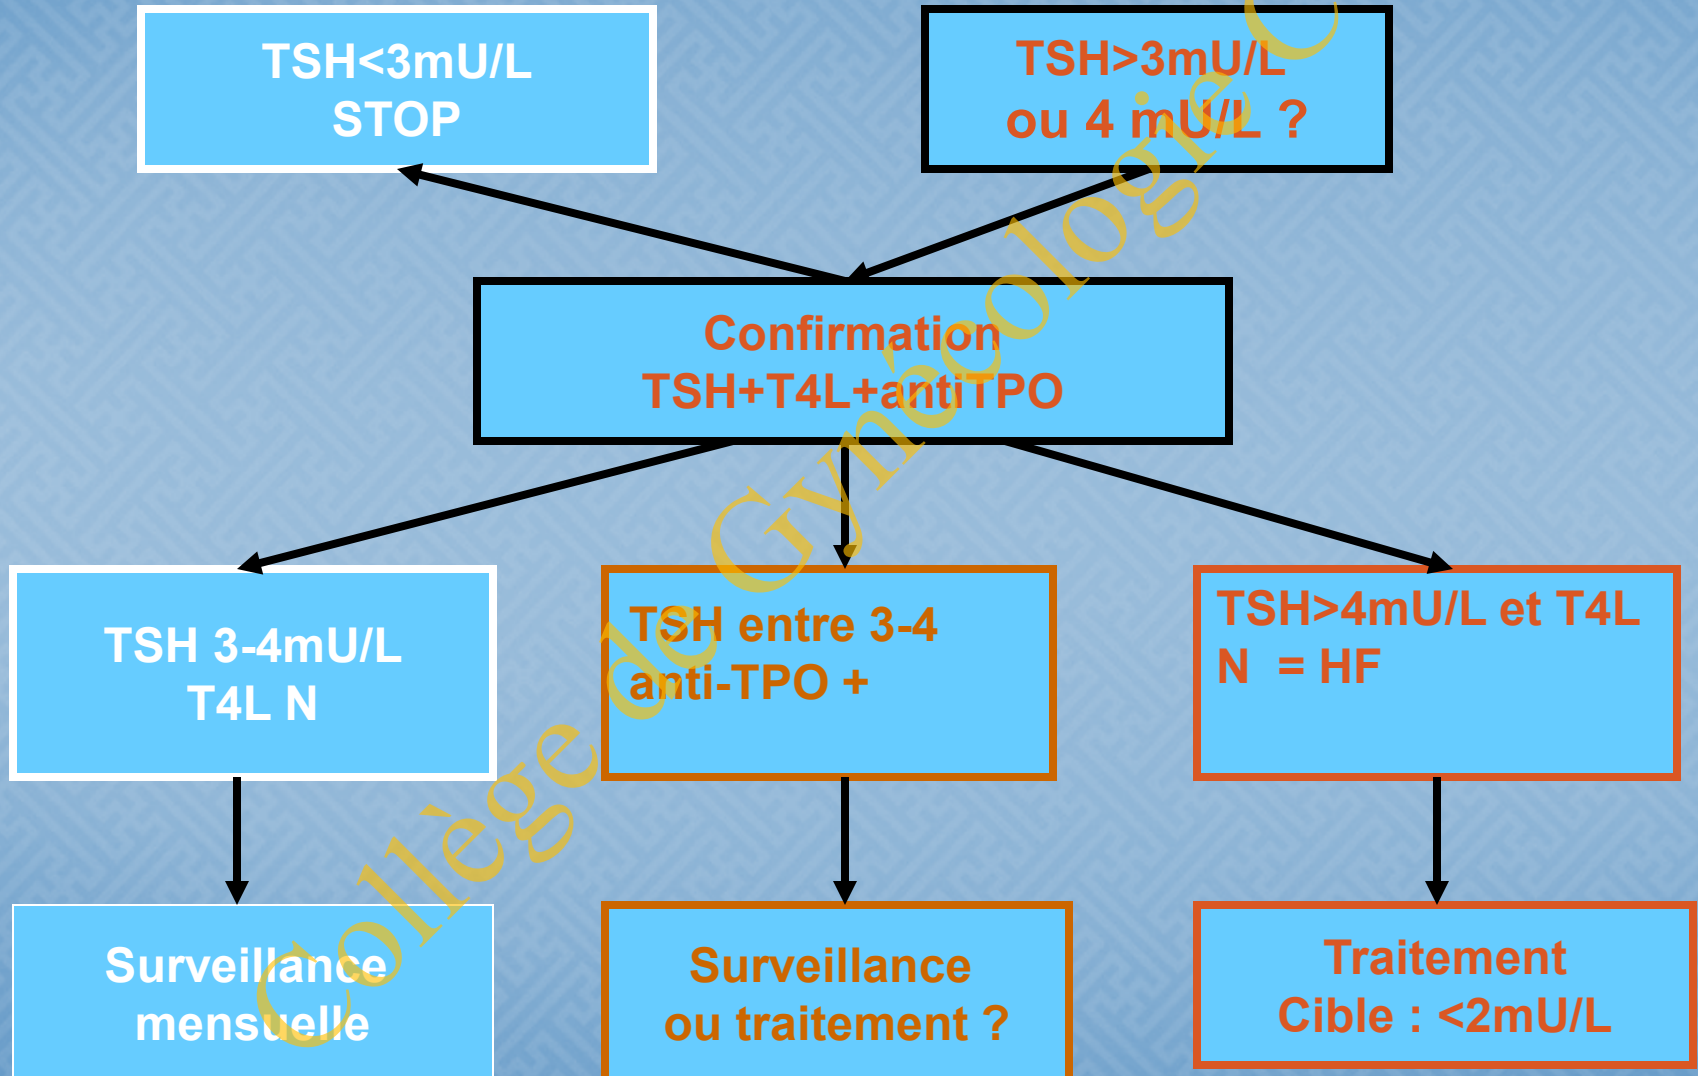 TSH<3mU/L
STOP
TSH>3mU/L
ou 4 mU/L ?
Confirmation
TSH+T4L+antiTPO
TSH 3-4mU/L
T4L N
TSH entre 3-4
anti-TPO +
TSH>4mU/L et T4L
N = HF
Surveillance
mensuelle
Surveillance
ou traitement ?
Traitement
Cible : <2mU/L
Collège de Gynécologie